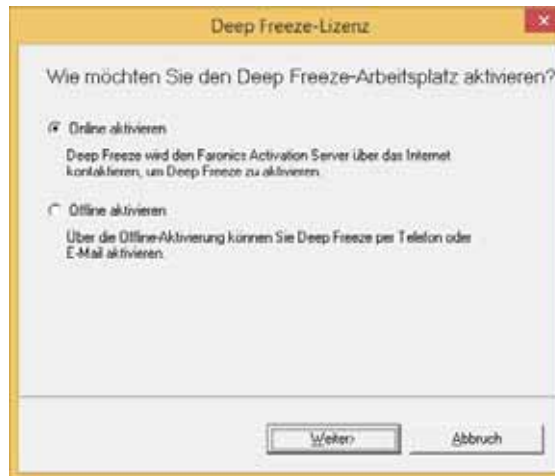 Deep Freeze-Lizenz
Wie möchten Sie den Deep Freeze-Arbeitsplatz aktivieren?
Online aktivieren
Deep Freeze wird den Faronics Activation Server über das Internet
kontaktieren, um Deep Freeze zu aktivieren.
Offline aktivieren
Über die Offline-Aktivierung können Sie Deep Freeze per Telefon oder
E-Mail aktivieren.
Weiter> Abbruch